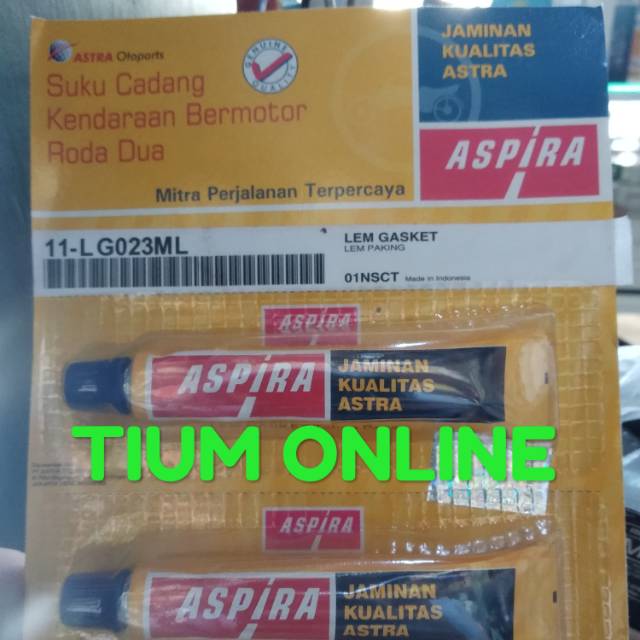 ASTRA Otoparts
GENUINE QUALITY
Suku Cadang
Kendaraan Bermotor
Roda Dua
Mitra Perjalanan Terpercaya
JAMINAN
KUALITAS
ASTRA
ASPIRA
11-LG023ML
LEM GASKET
LEM PAKING
01NSCT Made in Indonesia
ASPIRA
ASPIRA
JAMINAN
KUALITAS
ASTRA
TIUM ONLINE
ASPIRA
ASPIRA
JAMINAN
KUALITAS
ASTRA